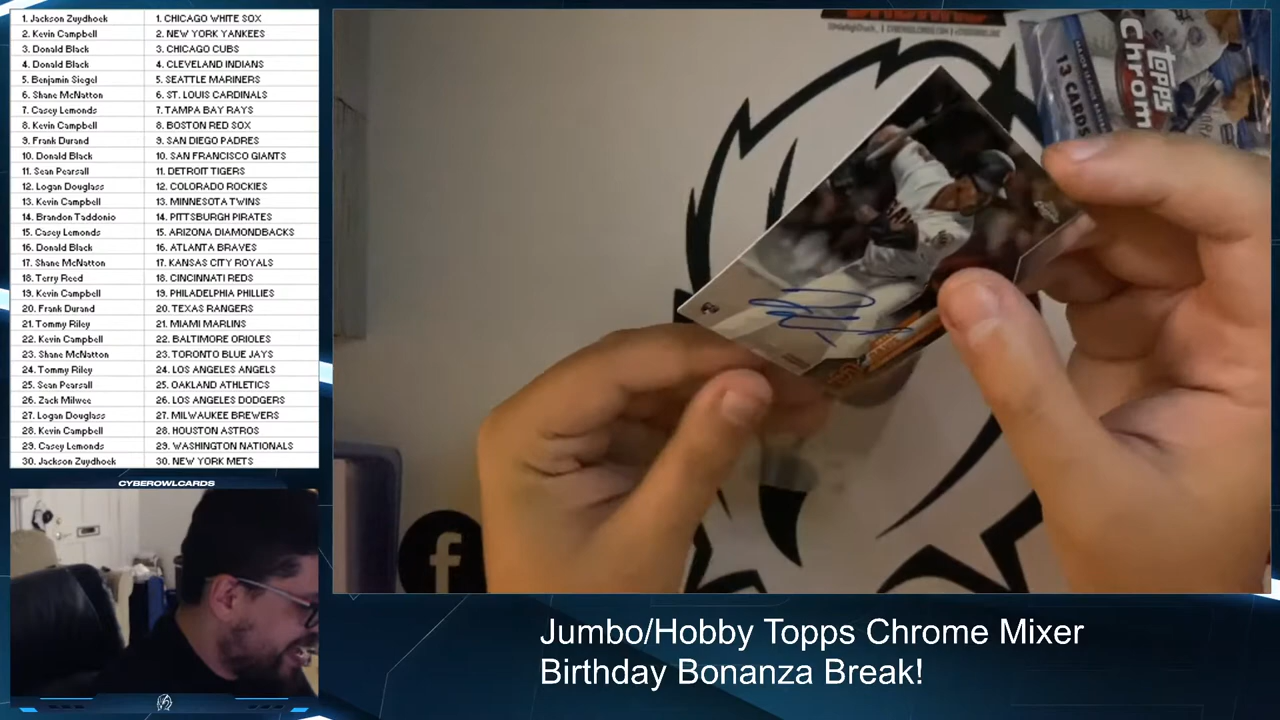 1. Jackson Zuydhoek 1. CHICAGO WHITE SOX
2. Kevin Campbell 2. NEW YORK YANKEES
3. Donald Black 3. CHICAGO CUBS
4. Donald Black 4. CLEVELAND INDIANS
5. Benjamin Siegel 5. SEATTLE MARINERS
6. Shane McNatton 6. ST. LOUIS CARDINALS
7. Casey Lemonds 7. TAMPA BAY RAYS
8. Kevin Campbell 8. BOSTON RED SOX
9. Frank Durand 9. SAN DIEGO PADRES
10. Donald Black 10. SAN FRANCISCO GIANTS
11. Sean Pearsall 11. DETROIT TIGERS
12. Logan Douglass 12. COLORADO ROCKIES
13. Kevin Campbell 13. MINNESOTA TWINS
14. Brandon Taddonio 14. PITTSBURGH PIRATES
15. Casey Lemonds 15. ARIZONA DIAMONDBACKS
16. Donald Black 16. ATLANTA BRAVES
17. Shane McNatton 17. KANSAS CITY ROYALS
18. Terry Reed 18. CINCINNATI REDS
19. Kevin Campbell 19. PHILADELPHIA PHILLIES
20. Frank Durand 20. TEXAS RANGERS
21. Tommy Riley 21. MIAMI MARLINS
22. Kevin Campbell 22. BALTIMORE ORIOLES
23. Shane McNatton 23. TORONTO BLUE JAYS
24. Tommy Riley 24. LOS ANGELES ANGELS
25. Sean Pearsall 25. OAKLAND ATHLETICS
26. Zack Milwee 26. LOS ANGELES DODGERS
27. Logan Douglass 27. MILWAUKEE BREWERS
28. Kevin Campbell 28. HOUSTON ASTROS
29. Casey Lemonds 29. WASHINGTON NATIONALS
30. Jackson Zuydhoek 30. NEW YORK METS
CYBEROWLCARDS
Topps
Chrom
13 CARDS
f
Jumbo/Hobby Topps Chrome Mixer
Birthday Bonanza Break!